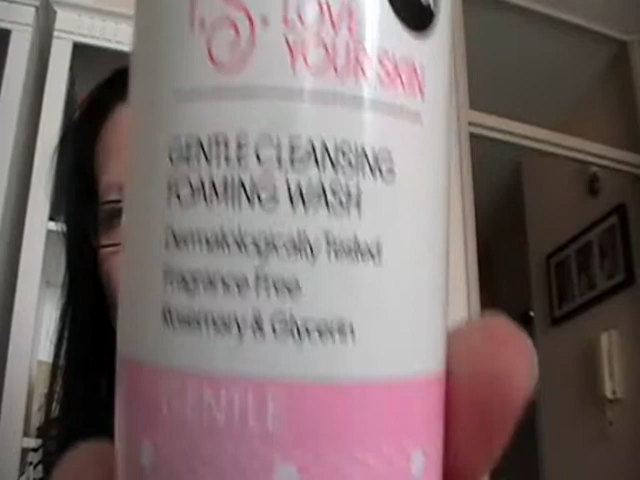 P.S. LOVE
YOUR SKIN
GENTLE CLEANSING
FOAMING WASH
Dermatologically Tested
Fragrance Free
Rosemary & Glycerin
GENTLE